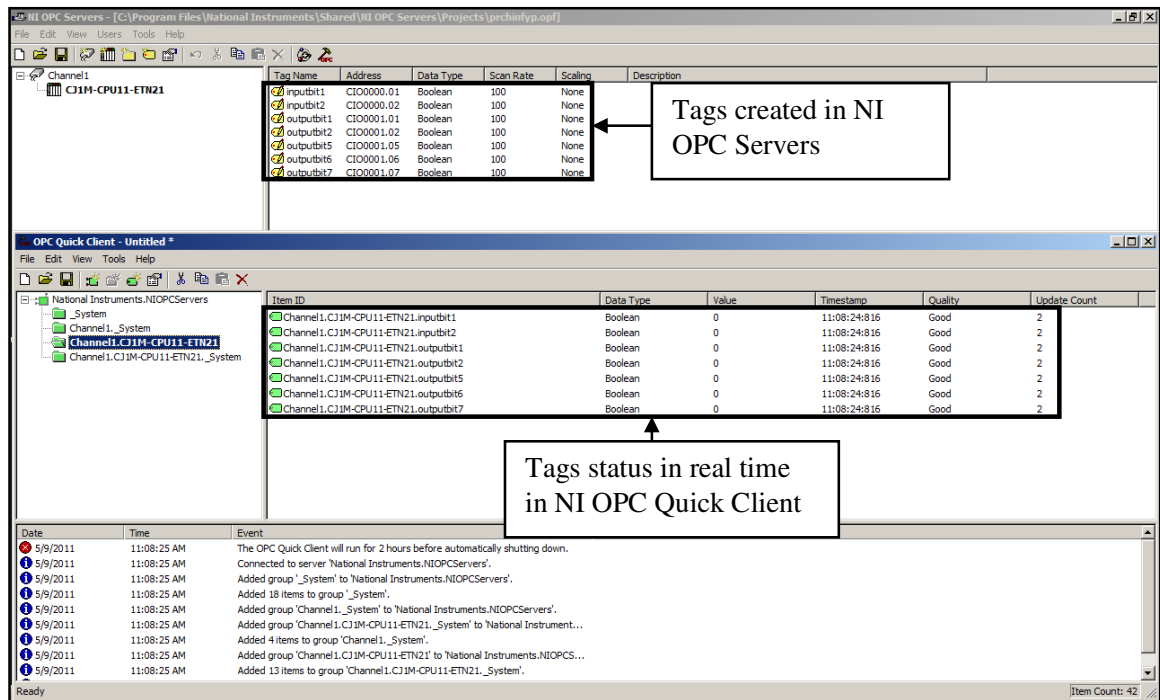 NI OPC Servers - [C:\Program Files\National Instruments\Shared\NI OPC Servers\Projects\prchinfyp.opf]
File Edit View Users Tools Help
Channel1
CJ1M-CPU11-ETN21
Tag Name Address Data Type Scan Rate Scaling Description
inputbit1 CIO0000.01 Boolean 100 None
inputbit2 CIO0000.02 Boolean 100 None
outputbit1 CIO0001.01 Boolean 100 None
outputbit2 CIO0001.02 Boolean 100 None
outputbit5 CIO0001.05 Boolean 100 None
outputbit6 CIO0001.06 Boolean 100 None
outputbit7 CIO0001.07 Boolean 100 None
Tags created in NI
OPC Servers
OPC Quick Client - Untitled *
File Edit View Tools Help
National Instruments.NIOPCServers
_System
Channel1._System
Channel1.CJ1M-CPU11-ETN21
Channel1.CJ1M-CPU11-ETN21._System
Item ID Data Type Value Timestamp Quality Update Count
Channel1.CJ1M-CPU11-ETN21.inputbit1 Boolean 0 11:08:24:816 Good 2
Channel1.CJ1M-CPU11-ETN21.inputbit2 Boolean 0 11:08:24:816 Good 2
Channel1.CJ1M-CPU11-ETN21.outputbit1 Boolean 0 11:08:24:816 Good 2
Channel1.CJ1M-CPU11-ETN21.outputbit2 Boolean 0 11:08:24:816 Good 2
Channel1.CJ1M-CPU11-ETN21.outputbit5 Boolean 0 11:08:24:816 Good 2
Channel1.CJ1M-CPU11-ETN21.outputbit6 Boolean 0 11:08:24:816 Good 2
Channel1.CJ1M-CPU11-ETN21.outputbit7 Boolean 0 11:08:24:816 Good 2
Tags status in real time
in NI OPC Quick Client
Date Time Event
5/9/2011 11:08:25 AM The OPC Quick Client will run for 2 hours before automatically shutting down.
5/9/2011 11:08:25 AM Connected to server 'National Instruments.NIOPCServers'.
5/9/2011 11:08:25 AM Added group '_System' to 'National Instruments.NIOPCServers'.
5/9/2011 11:08:25 AM Added 18 items to group '_System'.
5/9/2011 11:08:25 AM Added group 'Channel1._System' to 'National Instruments.NIOPCServers'.
5/9/2011 11:08:25 AM Added group 'Channel1.CJ1M-CPU11-ETN21._System' to 'National Instrument...
5/9/2011 11:08:25 AM Added 4 items to group 'Channel1._System'.
5/9/2011 11:08:25 AM Added group 'Channel1.CJ1M-CPU11-ETN21' to 'National Instruments.NIOPCS...
5/9/2011 11:08:25 AM Added 13 items to group 'Channel1.CJ1M-CPU11-ETN21._System'.
Ready Item Count: 42